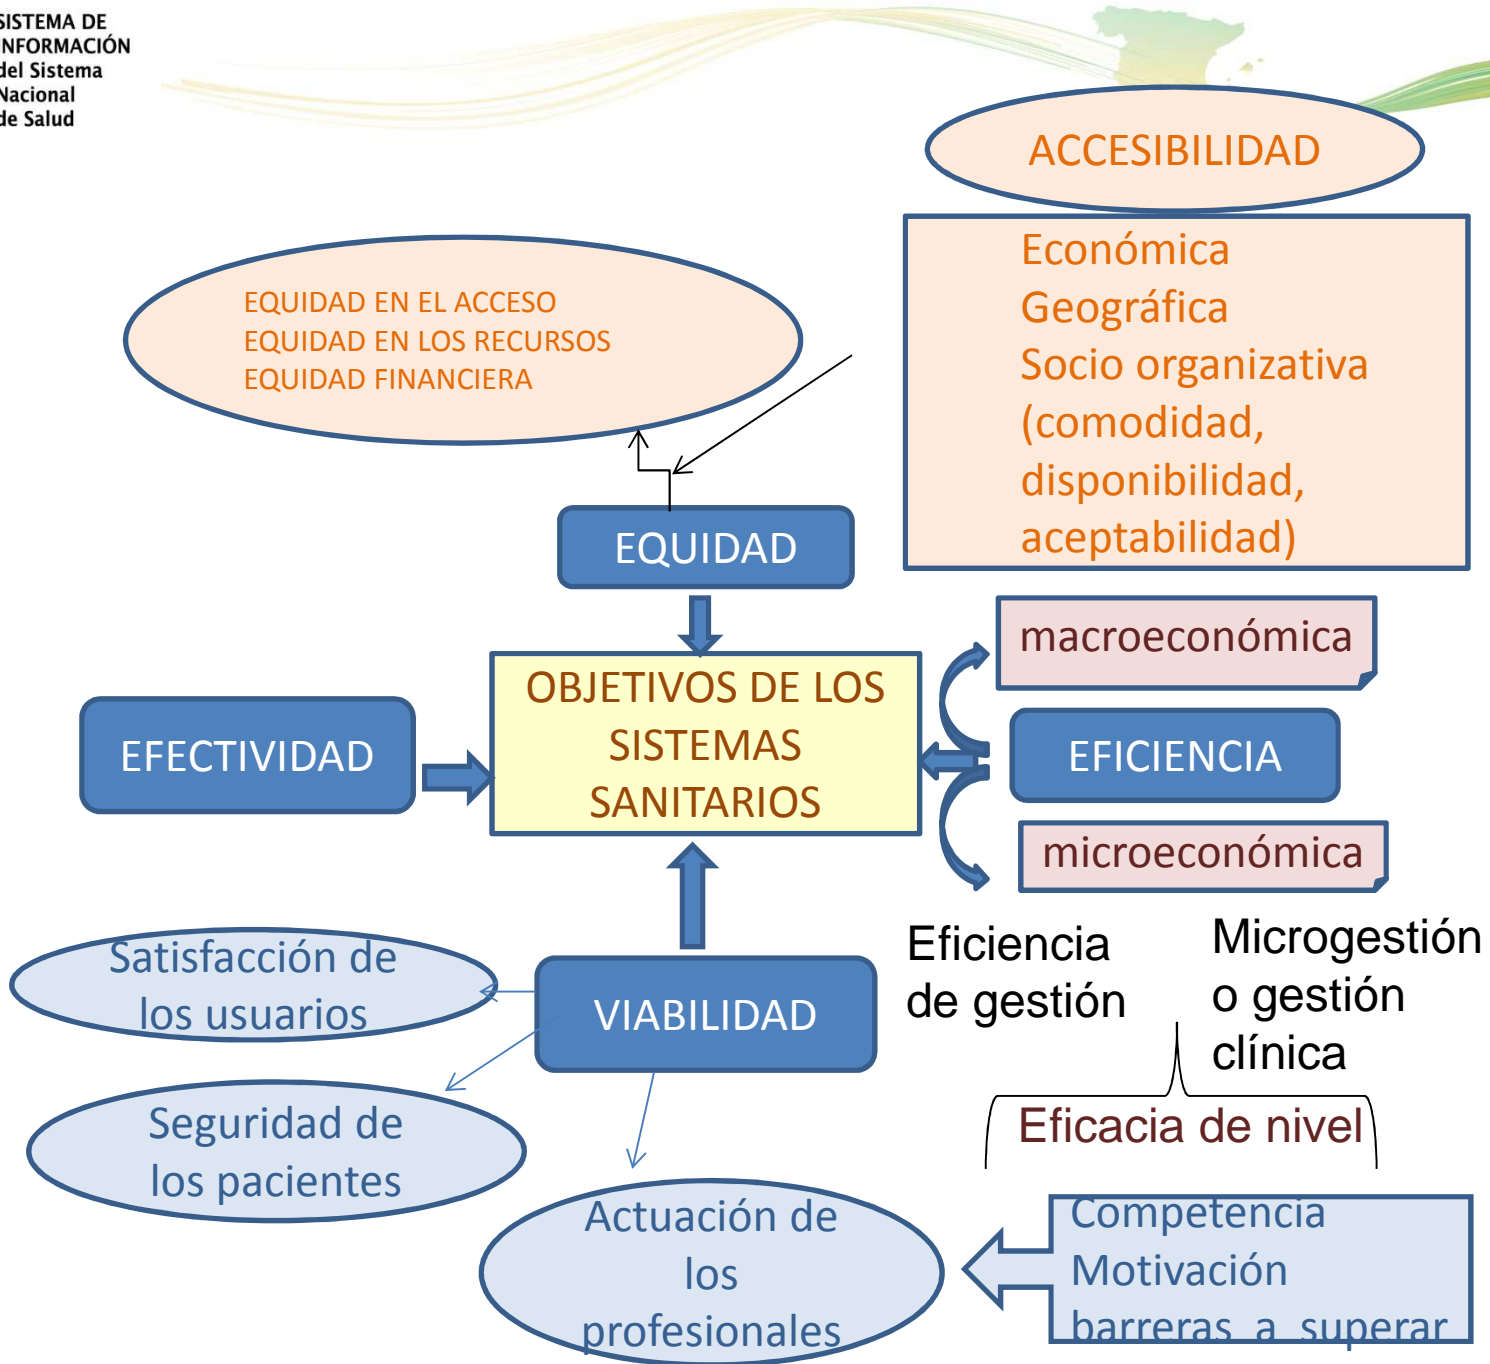 SISTEMA DE
INFORMACIÓN
del Sistema
Nacional
de Salud
ACCESIBILIDAD
Económica
Geográfica
Socio organizativa
(comodidad,
disponibilidad,
aceptabilidad)
EQUIDAD EN EL ACCESO
EQUIDAD EN LOS RECURSOS
EQUIDAD FINANCIERA
EQUIDAD
macroeconómica
OBJETIVOS DE LOS
SISTEMAS
SANITARIOS
EFECTIVIDAD
EFICIENCIA
microeconómica
Eficiencia
de gestión
Microgestión
o gestión
clínica
Satisfacción de
los usuarios
VIABILIDAD
Seguridad de
los pacientes
Eficacia de nivel
Actuación de
los
profesionales
Competencia
Motivación
barreras a superar